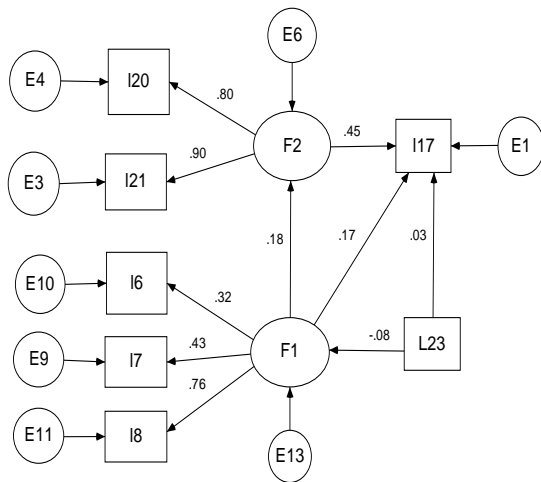 E6
E4
I20
.80
F2
.45
I17
E1
E3
I21
.90
.18
.17
.03
E10
I6
.32
F1
-.08
L23
E9
I7
.43
.76
E11
I8
E13